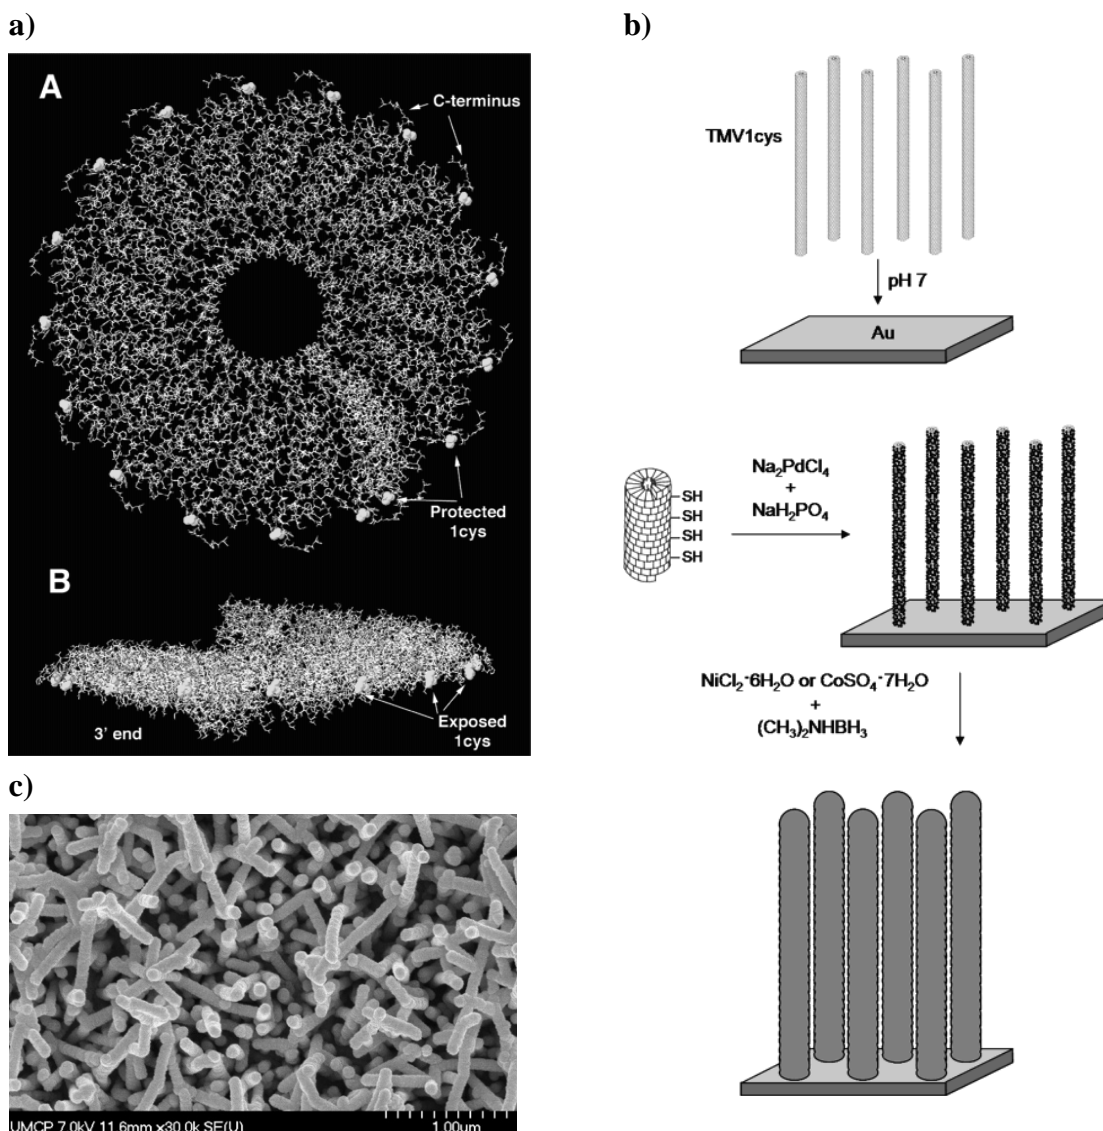 a)
A
C-terminus
Protected
1cys
B
3' end
Exposed
1cys
b)
TMV1cys
pH 7
Au
SH
SH
SH
SH
Na₂PdCl₄
+
NaH₂PO₄
NiCl₂·6H₂O or CoSO₄·7H₂O
+
(CH₃)₂NHBH₃
c)
UMCP 7.0kV 11.6mm x30.0k SE(U) 1.00um